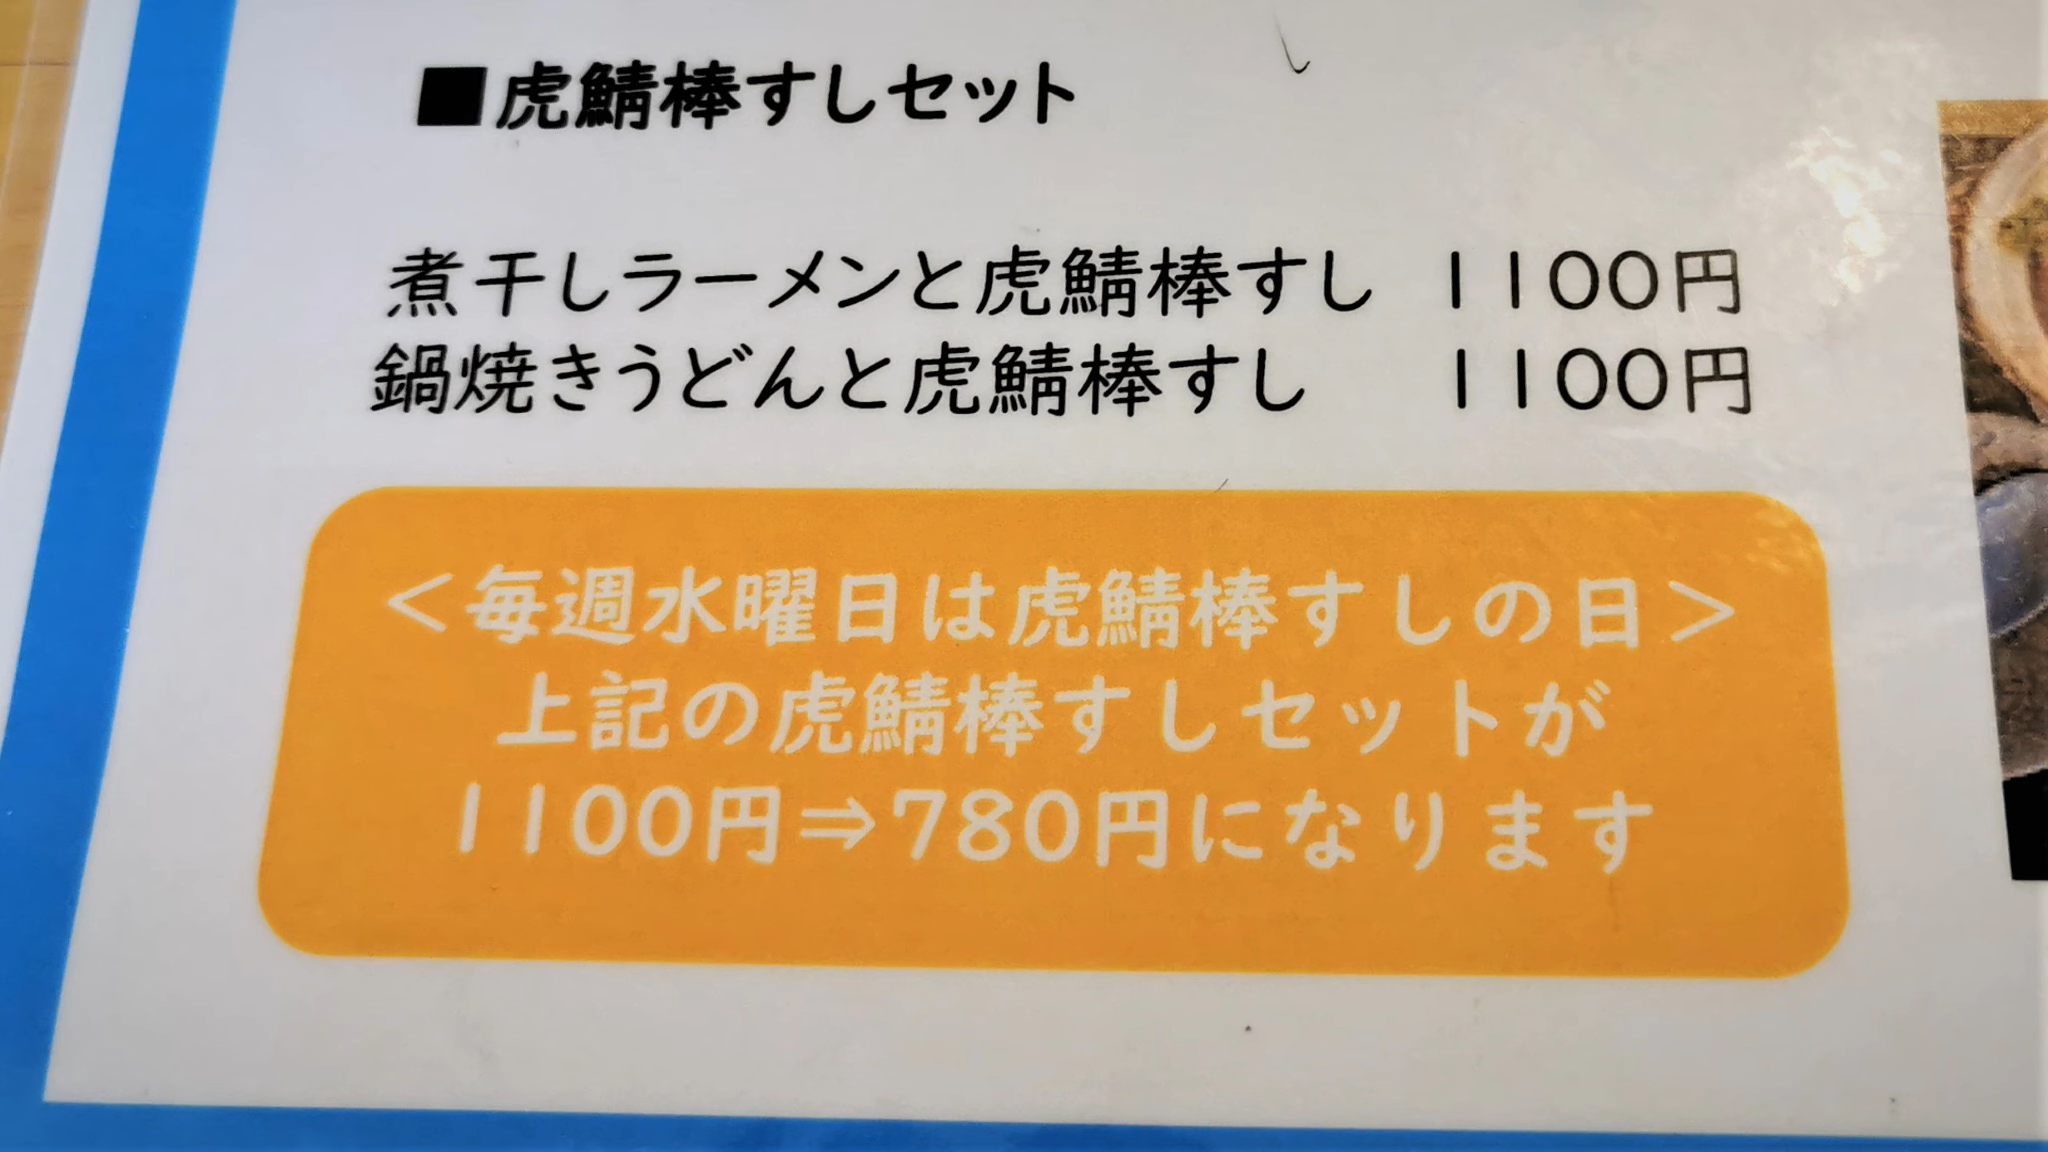 ■虎鯖棒すしセット
煮干しラーメンと虎鯖棒すし 1100円
鍋焼きうどんと虎鯖棒すし 1100円
＜毎週水曜日は虎鯖棒すしの日＞
上記の虎鯖棒すしセットが
1100円⇒780円になります